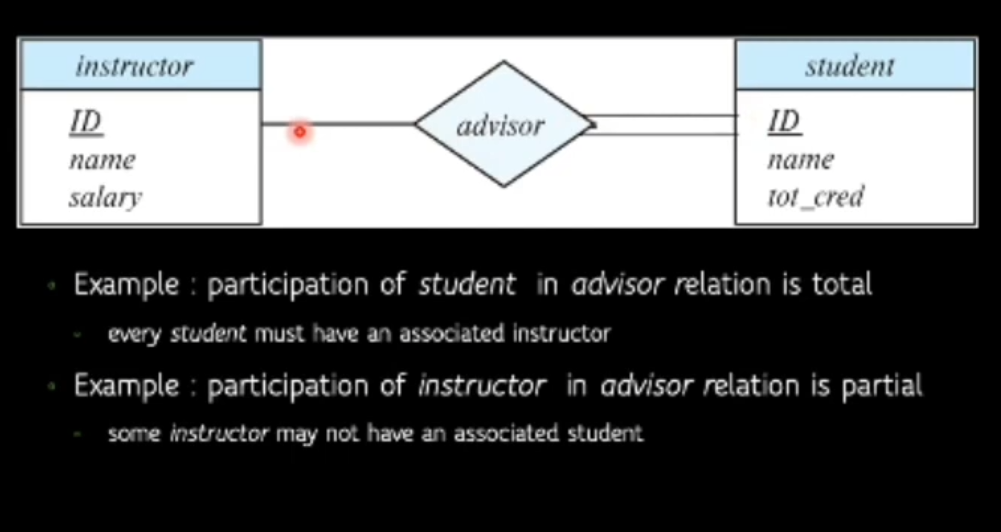 instructor
ID
name
salary
advisor
student
ID
name
tot_cred
Example : participation of student in advisor relation is total
every student must have an associated instructor
Example : participation of instructor in advisor relation is partial
some instructor may not have an associated student